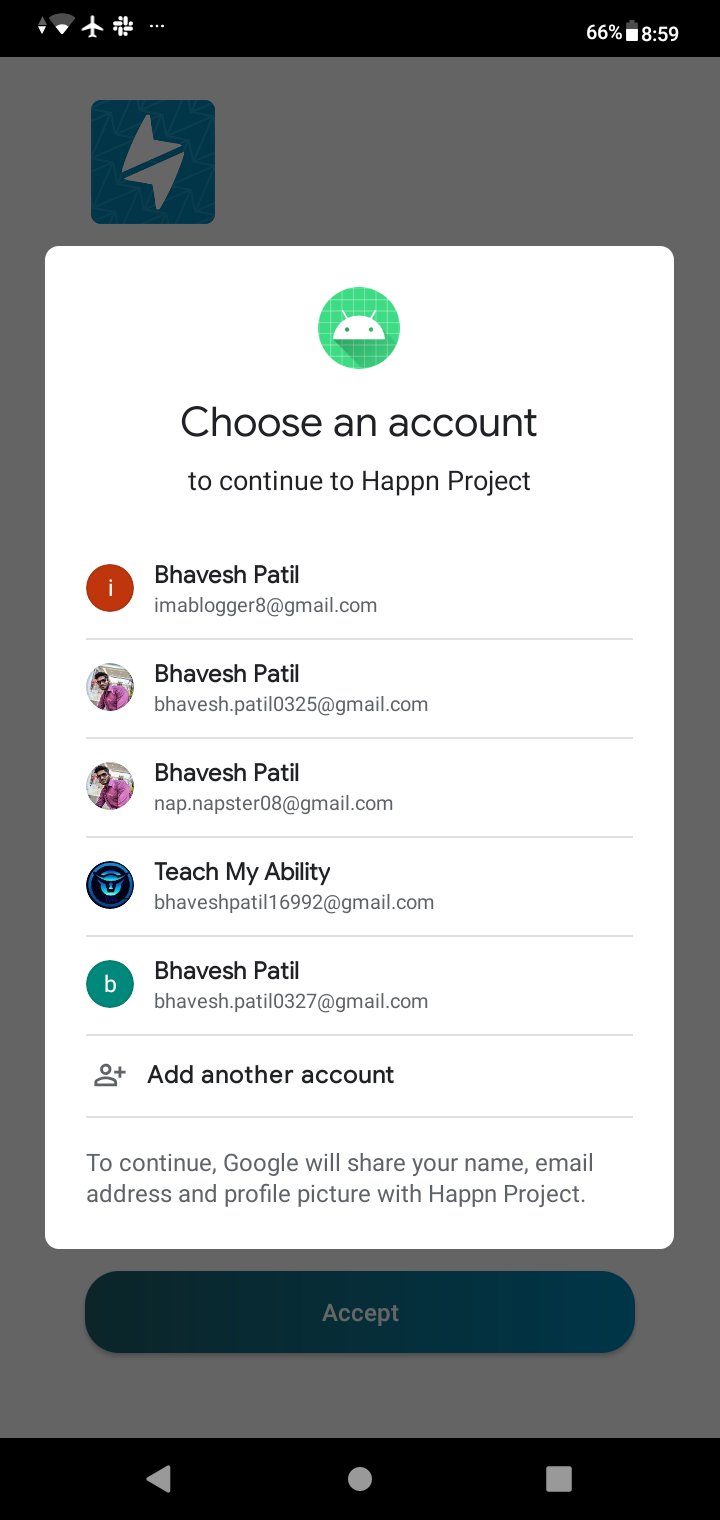 66% 8:59
Choose an account
to continue to Happn Project
i
Bhavesh Patil
imablogger8@gmail.com
Bhavesh Patil
bhavesh.patil0325@gmail.com
Bhavesh Patil
nap.napster08@gmail.com
Teach My Ability
bhaveshpatil16992@gmail.com
b
Bhavesh Patil
bhavesh.patil0327@gmail.com
Add another account
To continue, Google will share your name, email
address and profile picture with Happn Project.
Accept